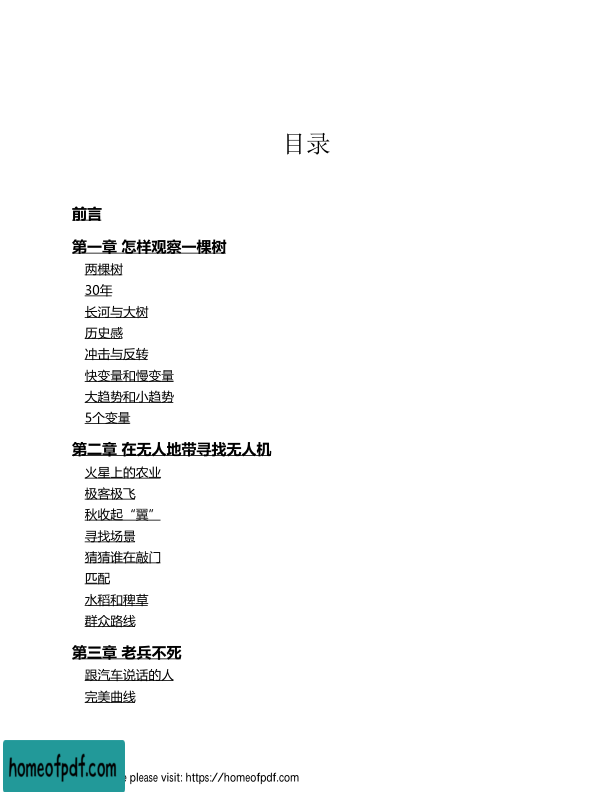 目录
前言
第一章 怎样观察一棵树
两棵树
30年
长河与大树
历史感
冲击与反转
快变量和慢变量
大趋势和小趋势
5个变量
第二章 在无人地带寻找无人机
火星上的农业
极客极飞
秋收起“翼”
寻找场景
猜猜谁在敲门
匹配
水稻和稗草
群众路线
第三章 老兵不死
跟汽车说话的人
完美曲线
homeofpdf.com
please visit: https://homeofpdf.com